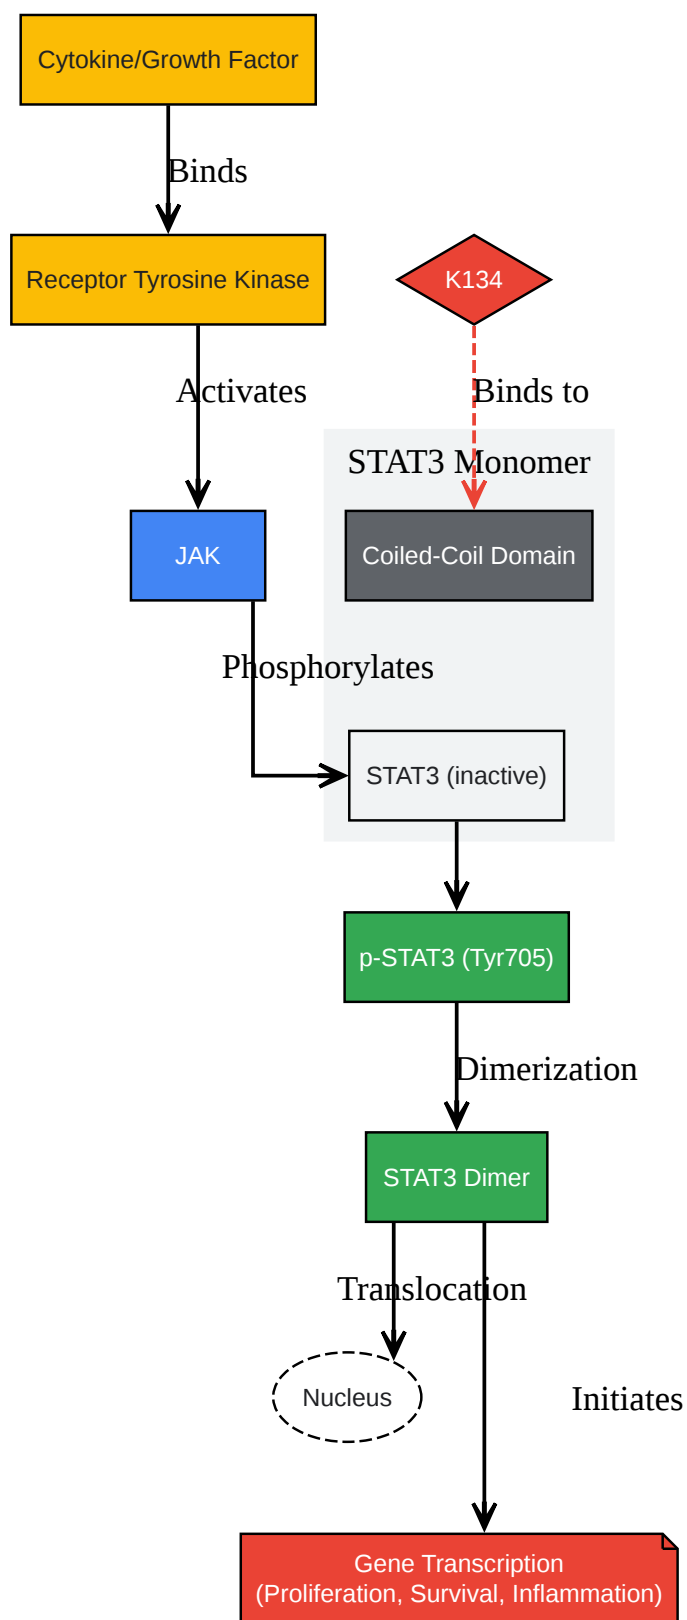 Cytokine/Growth Factor
Binds
Receptor Tyrosine Kinase
K134
Activates
Binds to
STAT3 Monomer
JAK
Coiled-Coil Domain
Phosphorylates
STAT3 (inactive)
p-STAT3 (Tyr705)
Dimerization
STAT3 Dimer
Translocation
Nucleus
Initiates
Gene Transcription
(Proliferation, Survival, Inflammation)